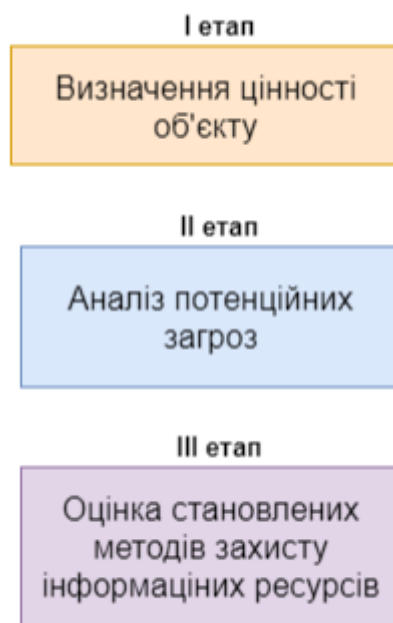 I етап
Визначення цінності
об'єкту
II етап
Аналіз потенційних
загроз
III етап
Оцінка становлених
методів захисту
інформаціних ресурсів